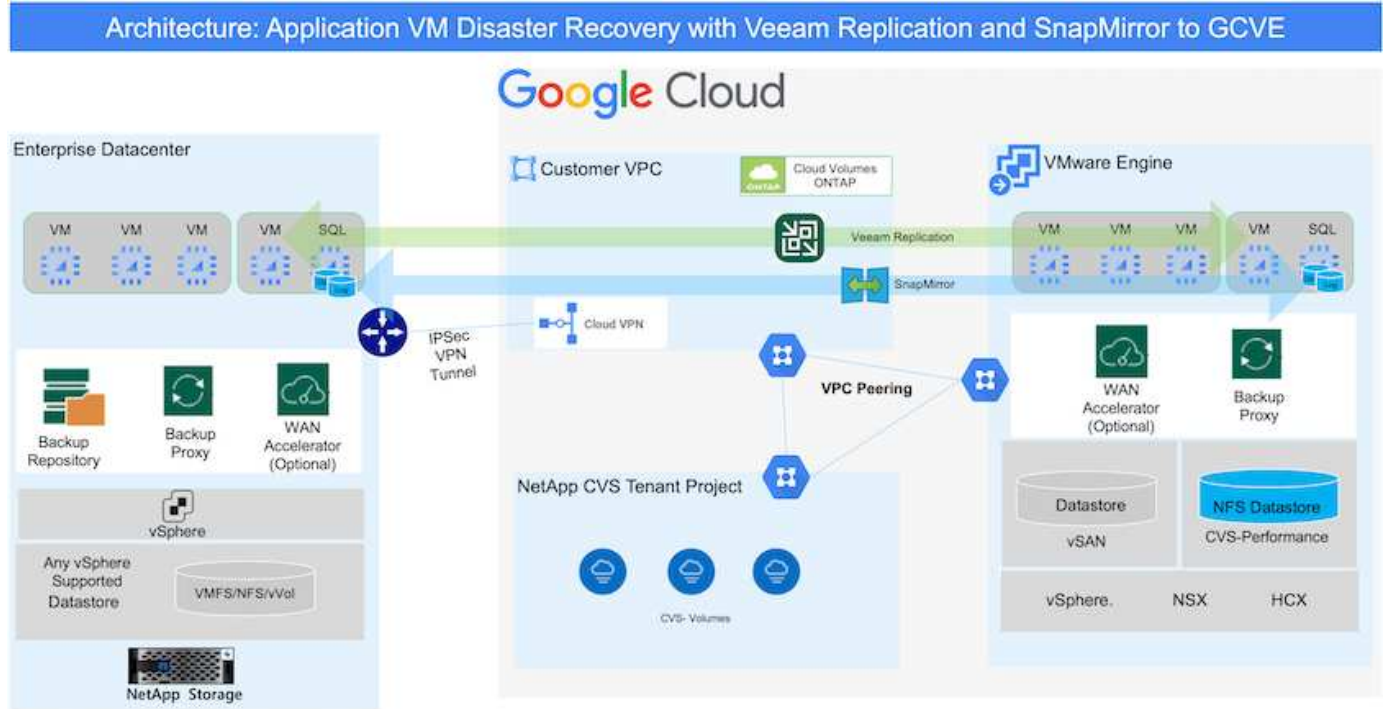 Architecture: Application VM Disaster Recovery with Veeam Replication and SnapMirror to GCVE
Google Cloud
Enterprise Datacenter
VM
VM
VM
VM
SQL
Backup
Repository
Backup
Proxy
WAN
Accelerator
(Optional)
vSphere
Any vSphere
Supported
Datastore
VMFS/NFS/vVol
NetApp Storage
IPSec
VPN
Tunnel
Customer VPC
ONTAP
Cloud Volumes
ONTAP
Veeam Replication
SnapMirror
Cloud VPN
VPC Peering
NetApp CVS Tenant Project
CVS- Volumes
VMware Engine
VM
VM
VM
VM
SQL
WAN
Accelerator
(Optional)
Backup
Proxy
Datastore
vSAN
NFS Datastore
CVS-Performance
vSphere.
NSX
HCX